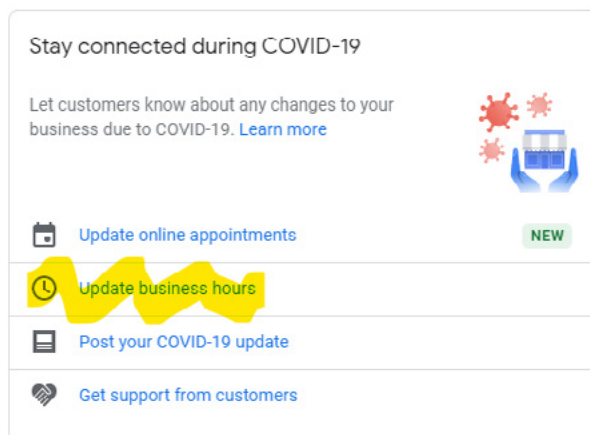 Stay connected during COVID-19
Let customers know about any changes to your
business due to COVID-19. Learn more
Update online appointments
NEW
Update business hours
Post your COVID-19 update
Get support from customers